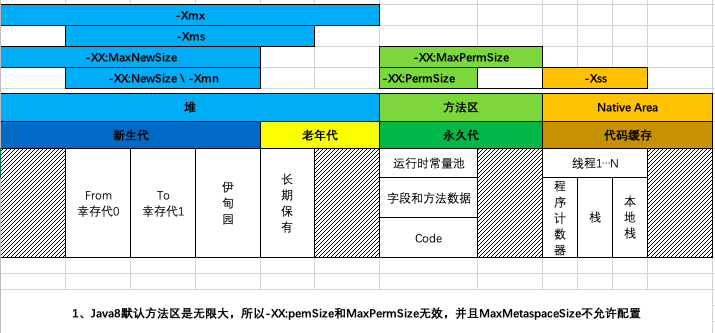 -Xmx
-Xms
-XX:MaxNewSize
-XX:MaxPermSize
-XX:NewSize \ -Xmn
-XX:PermSize
-Xss
堆
方法区
Native Area
新生代
老年代
永久代
代码缓存
From
幸存代0
To
幸存代1
伊
甸
园
长
期
保
有
运行时常量池
字段和方法数据
Code
线程1…N
程
序
计
数
器
栈
本
地
栈
1、Java8默认方法区是无限大，所以-XX:pemSize和MaxPermSize无效，并且MaxMetaspaceSize不允许配置